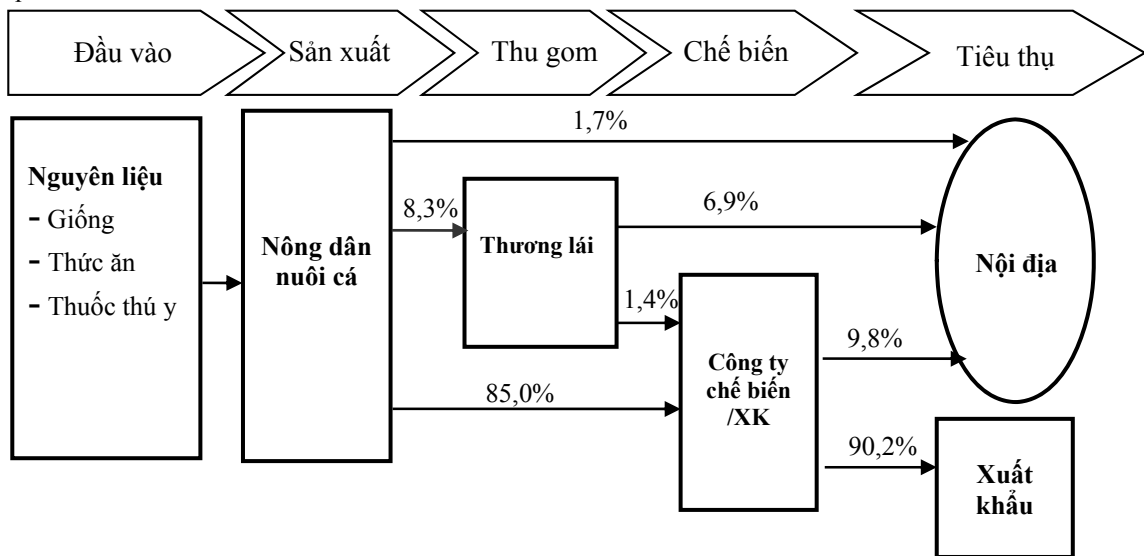 Đầu vào
Sản xuất
Thu gom
Chế biến
Tiêu thụ
1,7%
Nguyên liệu
- Giống
- Thức ăn
- Thuốc thú y
Nông dân
nuôi cá
8,3%
Thương lái
6,9%
Nội địa
1,4%
Công ty
chế biến
/XK
9,8%
85,0%
90,2%
Xuất
khẩu